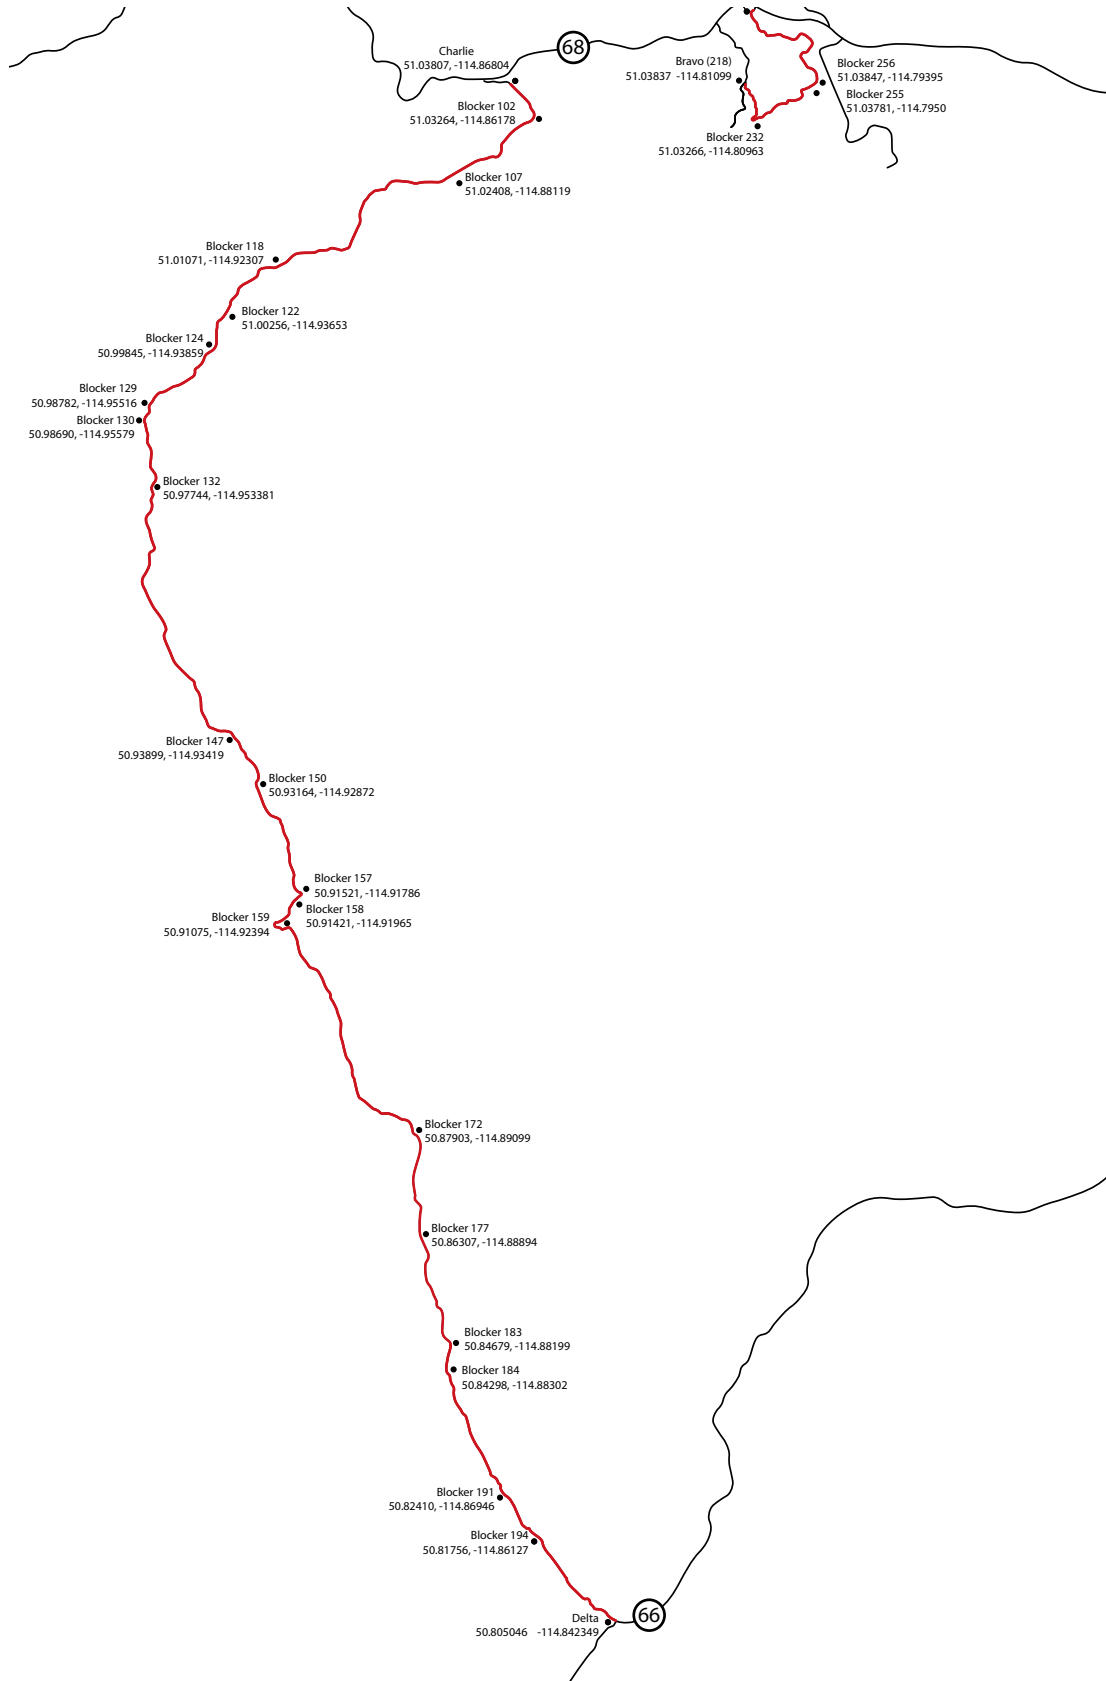 68
Charlie
51.03807, -114.86804
Bravo (218)
51.03837 -114.81099
Blocker 256
51.03847, -114.79395
Blocker 255
51.03781, -114.7950
Blocker 102
51.03264, -114.86178
Blocker 232
51.03266, -114.80963
Blocker 107
51.02408, -114.88119
Blocker 118
51.01071, -114.92307
Blocker 122
51.00256, -114.93653
Blocker 124
50.99845, -114.93859
Blocker 129
50.98782, -114.95516
Blocker 130
50.98690, -114.95579
Blocker 132
50.97744, -114.953381
Blocker 147
50.93899, -114.93419
Blocker 150
50.93164, -114.92872
Blocker 157
50.91521, -114.91786
Blocker 158
50.91421, -114.91965
Blocker 159
50.91075, -114.92394
Blocker 172
50.87903, -114.89099
Blocker 177
50.86307, -114.88894
Blocker 183
50.84679, -114.88199
Blocker 184
50.84298, -114.88302
Blocker 191
50.82410, -114.86946
Blocker 194
50.81756, -114.86127
Delta
50.805046 -114.842349
66